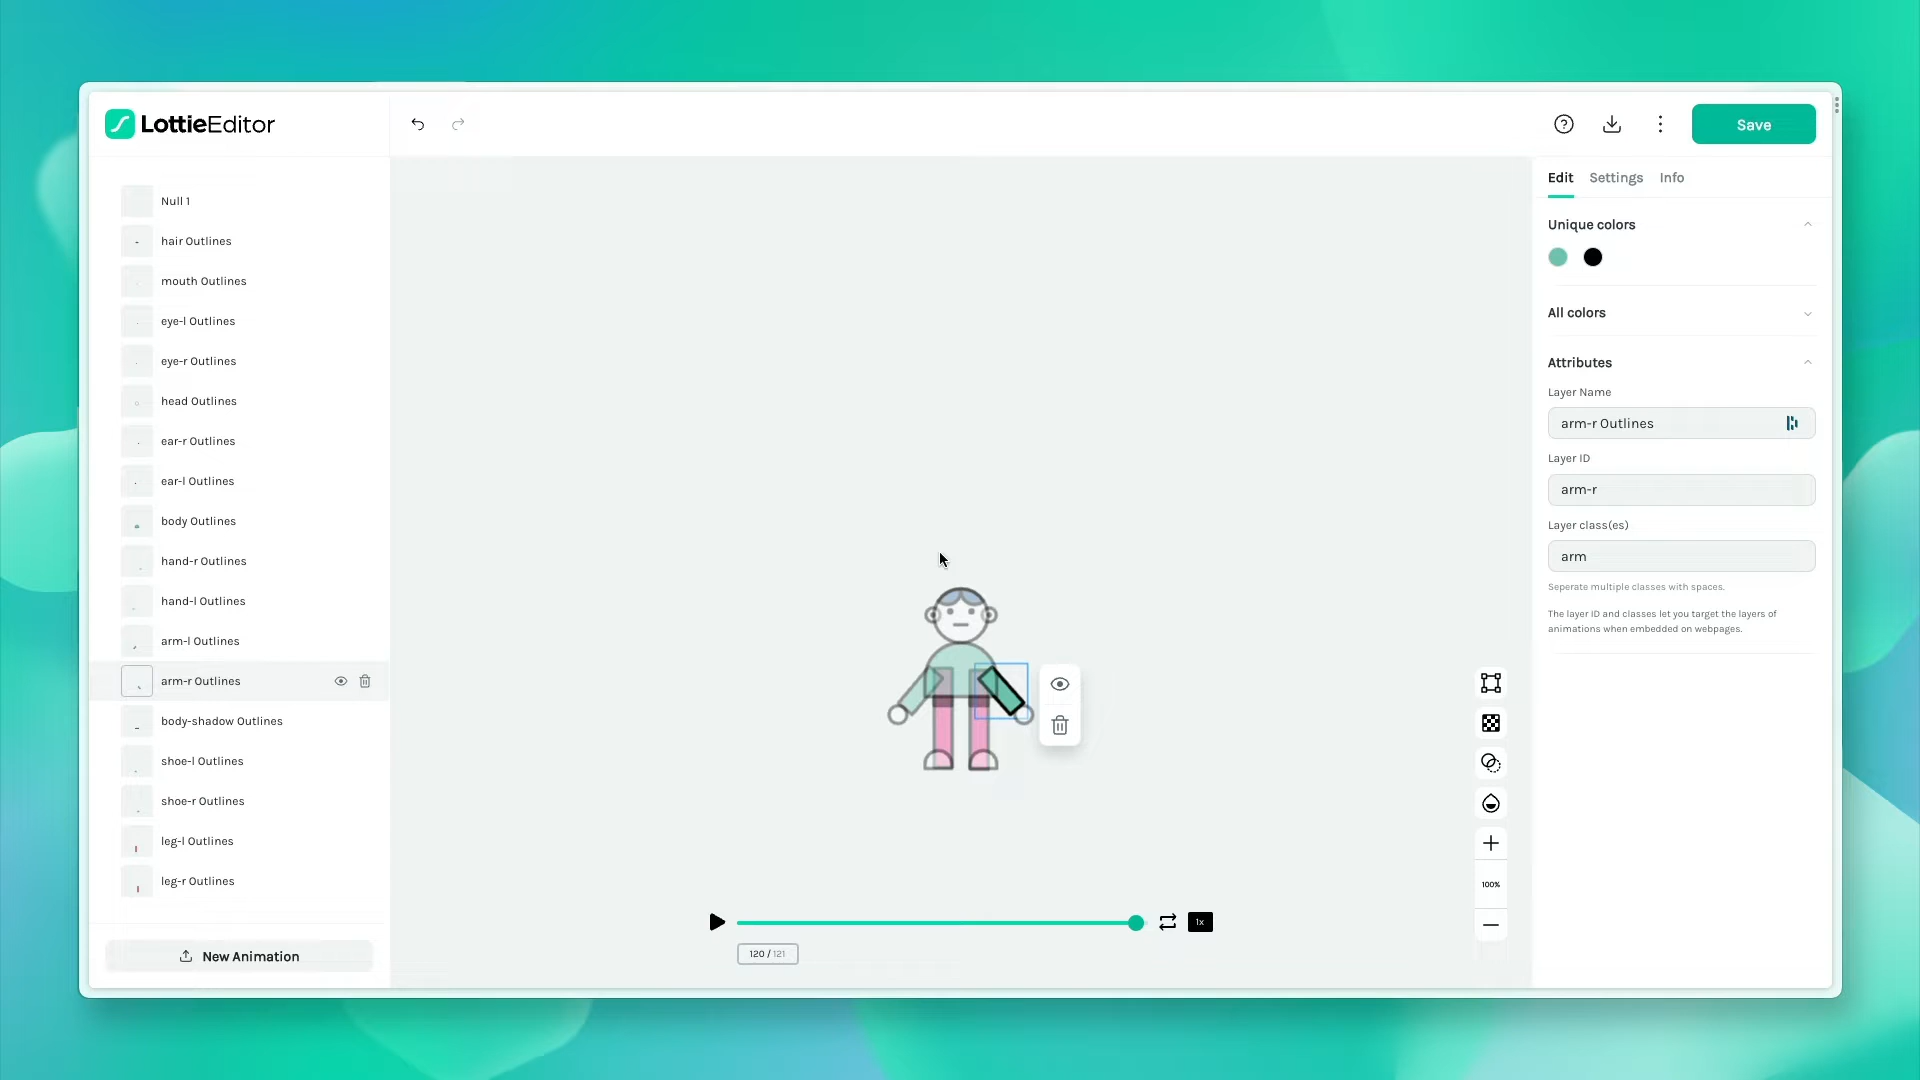 LottieEditor
Save
Null 1
hair Outlines
mouth Outlines
eye-l Outlines
eye-r Outlines
head Outlines
ear-r Outlines
ear-l Outlines
body Outlines
hand-r Outlines
hand-l Outlines
arm-l Outlines
arm-r Outlines
body-shadow Outlines
shoe-l Outlines
shoe-r Outlines
leg-l Outlines
leg-r Outlines
New Animation
1x
120 / 121
100%
Edit Settings Info
Unique colors
All colors
Attributes
Layer Name
arm-r Outlines
Layer ID
arm-r
Layer class(es)
arm
Seperate multiple classes with spaces.
The layer ID and classes let you target the layers of
animations when embedded on webpages.